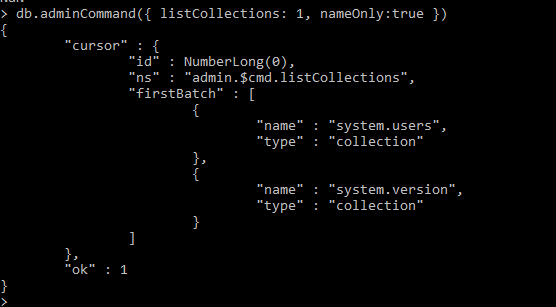 > db.adminCommand({ listCollections: 1, nameOnly:true })
{
        "cursor" : {
                "id" : NumberLong(0),
                "ns" : "admin.$cmd.listCollections",
                "firstBatch" : [
                        {
                                "name" : "system.users",
                                "type" : "collection"
                        },
                        {
                                "name" : "system.version",
                                "type" : "collection"
                        }
                ]
        },
        "ok" : 1
}
>